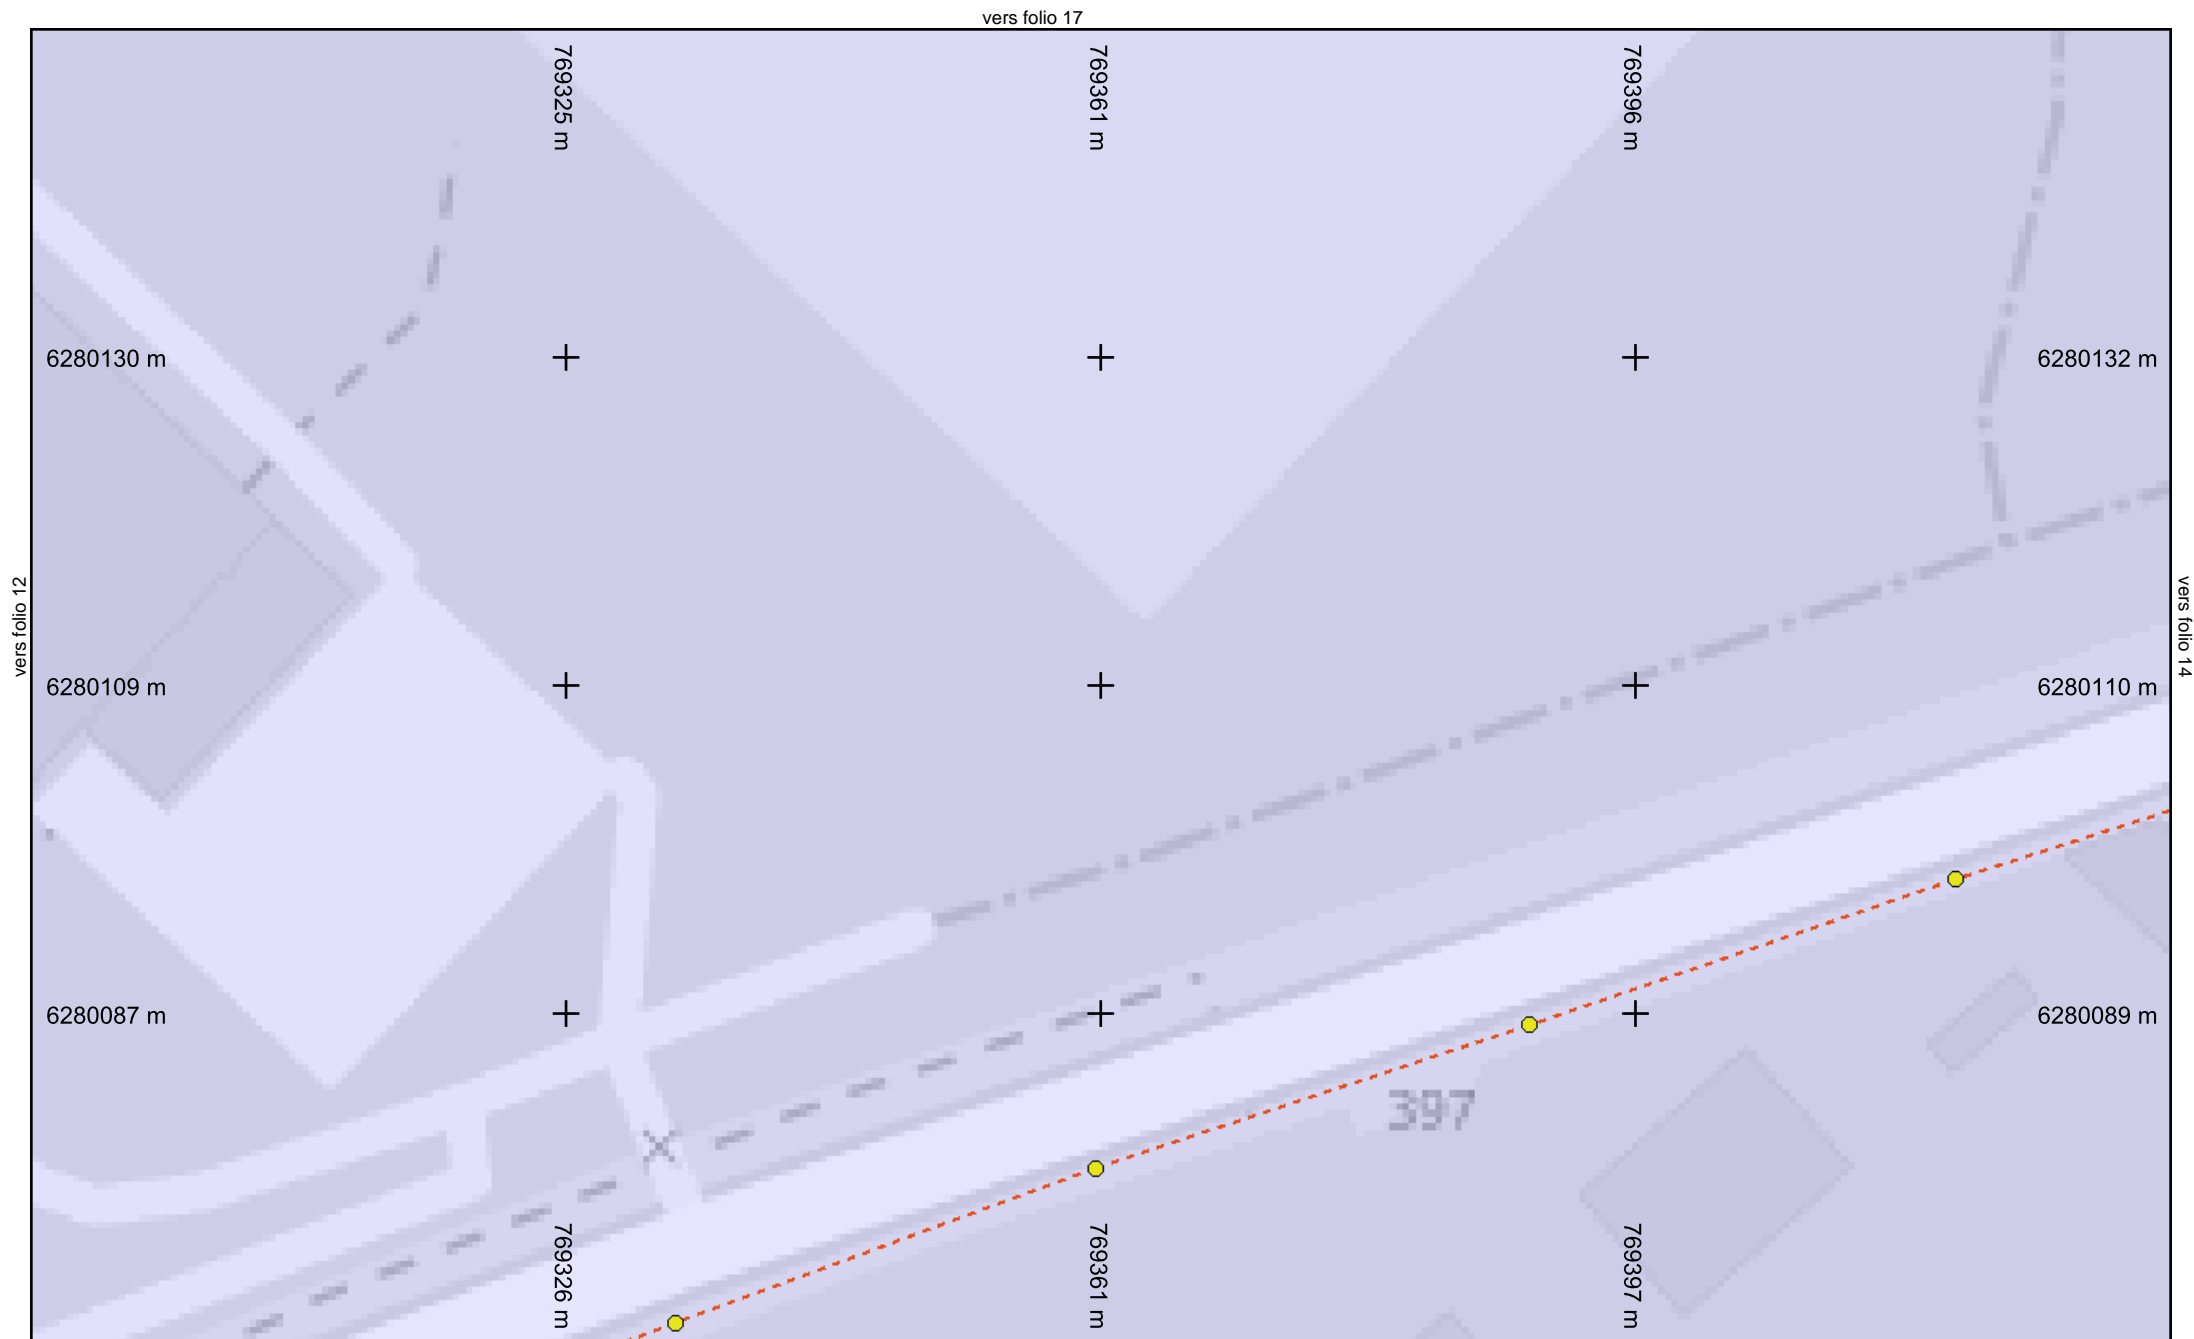 vers folio 17
769325 m
769361 m
769396 m
6280130 m
6280132 m
vers folio 12
vers folio 14
6280109 m
6280110 m
6280087 m
6280089 m
397
769326 m
769361 m
769397 m